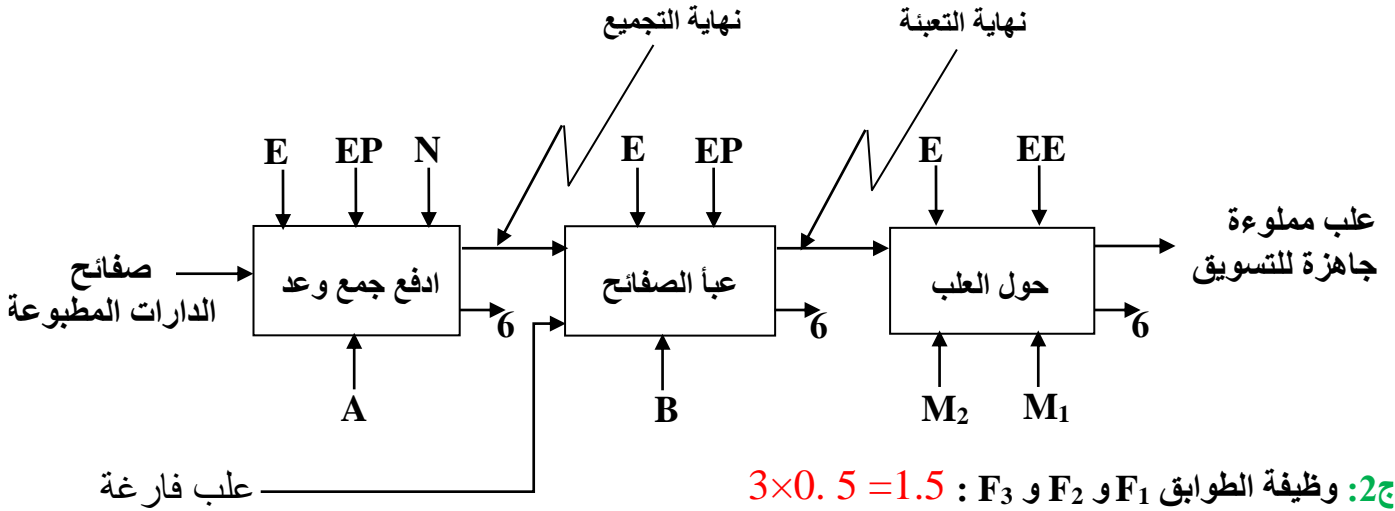 نهاية التجميع
نهاية التعبئة
E EP N
E EP
E EE
صفائح
الدارات المطبوعة
ادفع جمع وعد
عبأ الصفائح
حول العلب
علب مملوءة
جاهزة للتسويق
6
6
6
A
B
M₂ M₁
علب فارغة
ج2: وظيفة الطوابق F₁ و F₂ و F₃ : 3×0. 5 =1.5